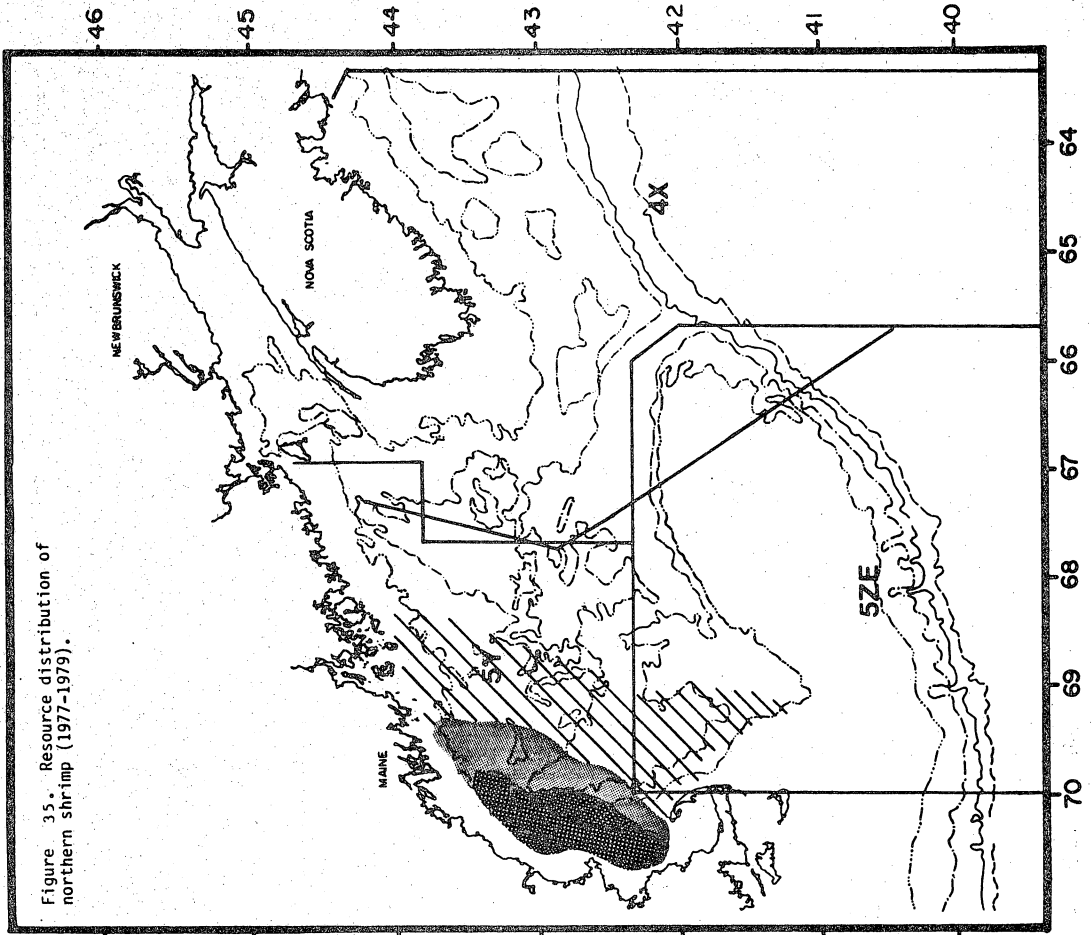 Figure 35. Resource distribution of
northern shrimp (1977-1979).
NEW BRUNSWICK
NOVA SCOTIA
MAINE
5Y
4X
5ZE
46
45
44
43
42
41
40
70
69
68
67
66
65
64